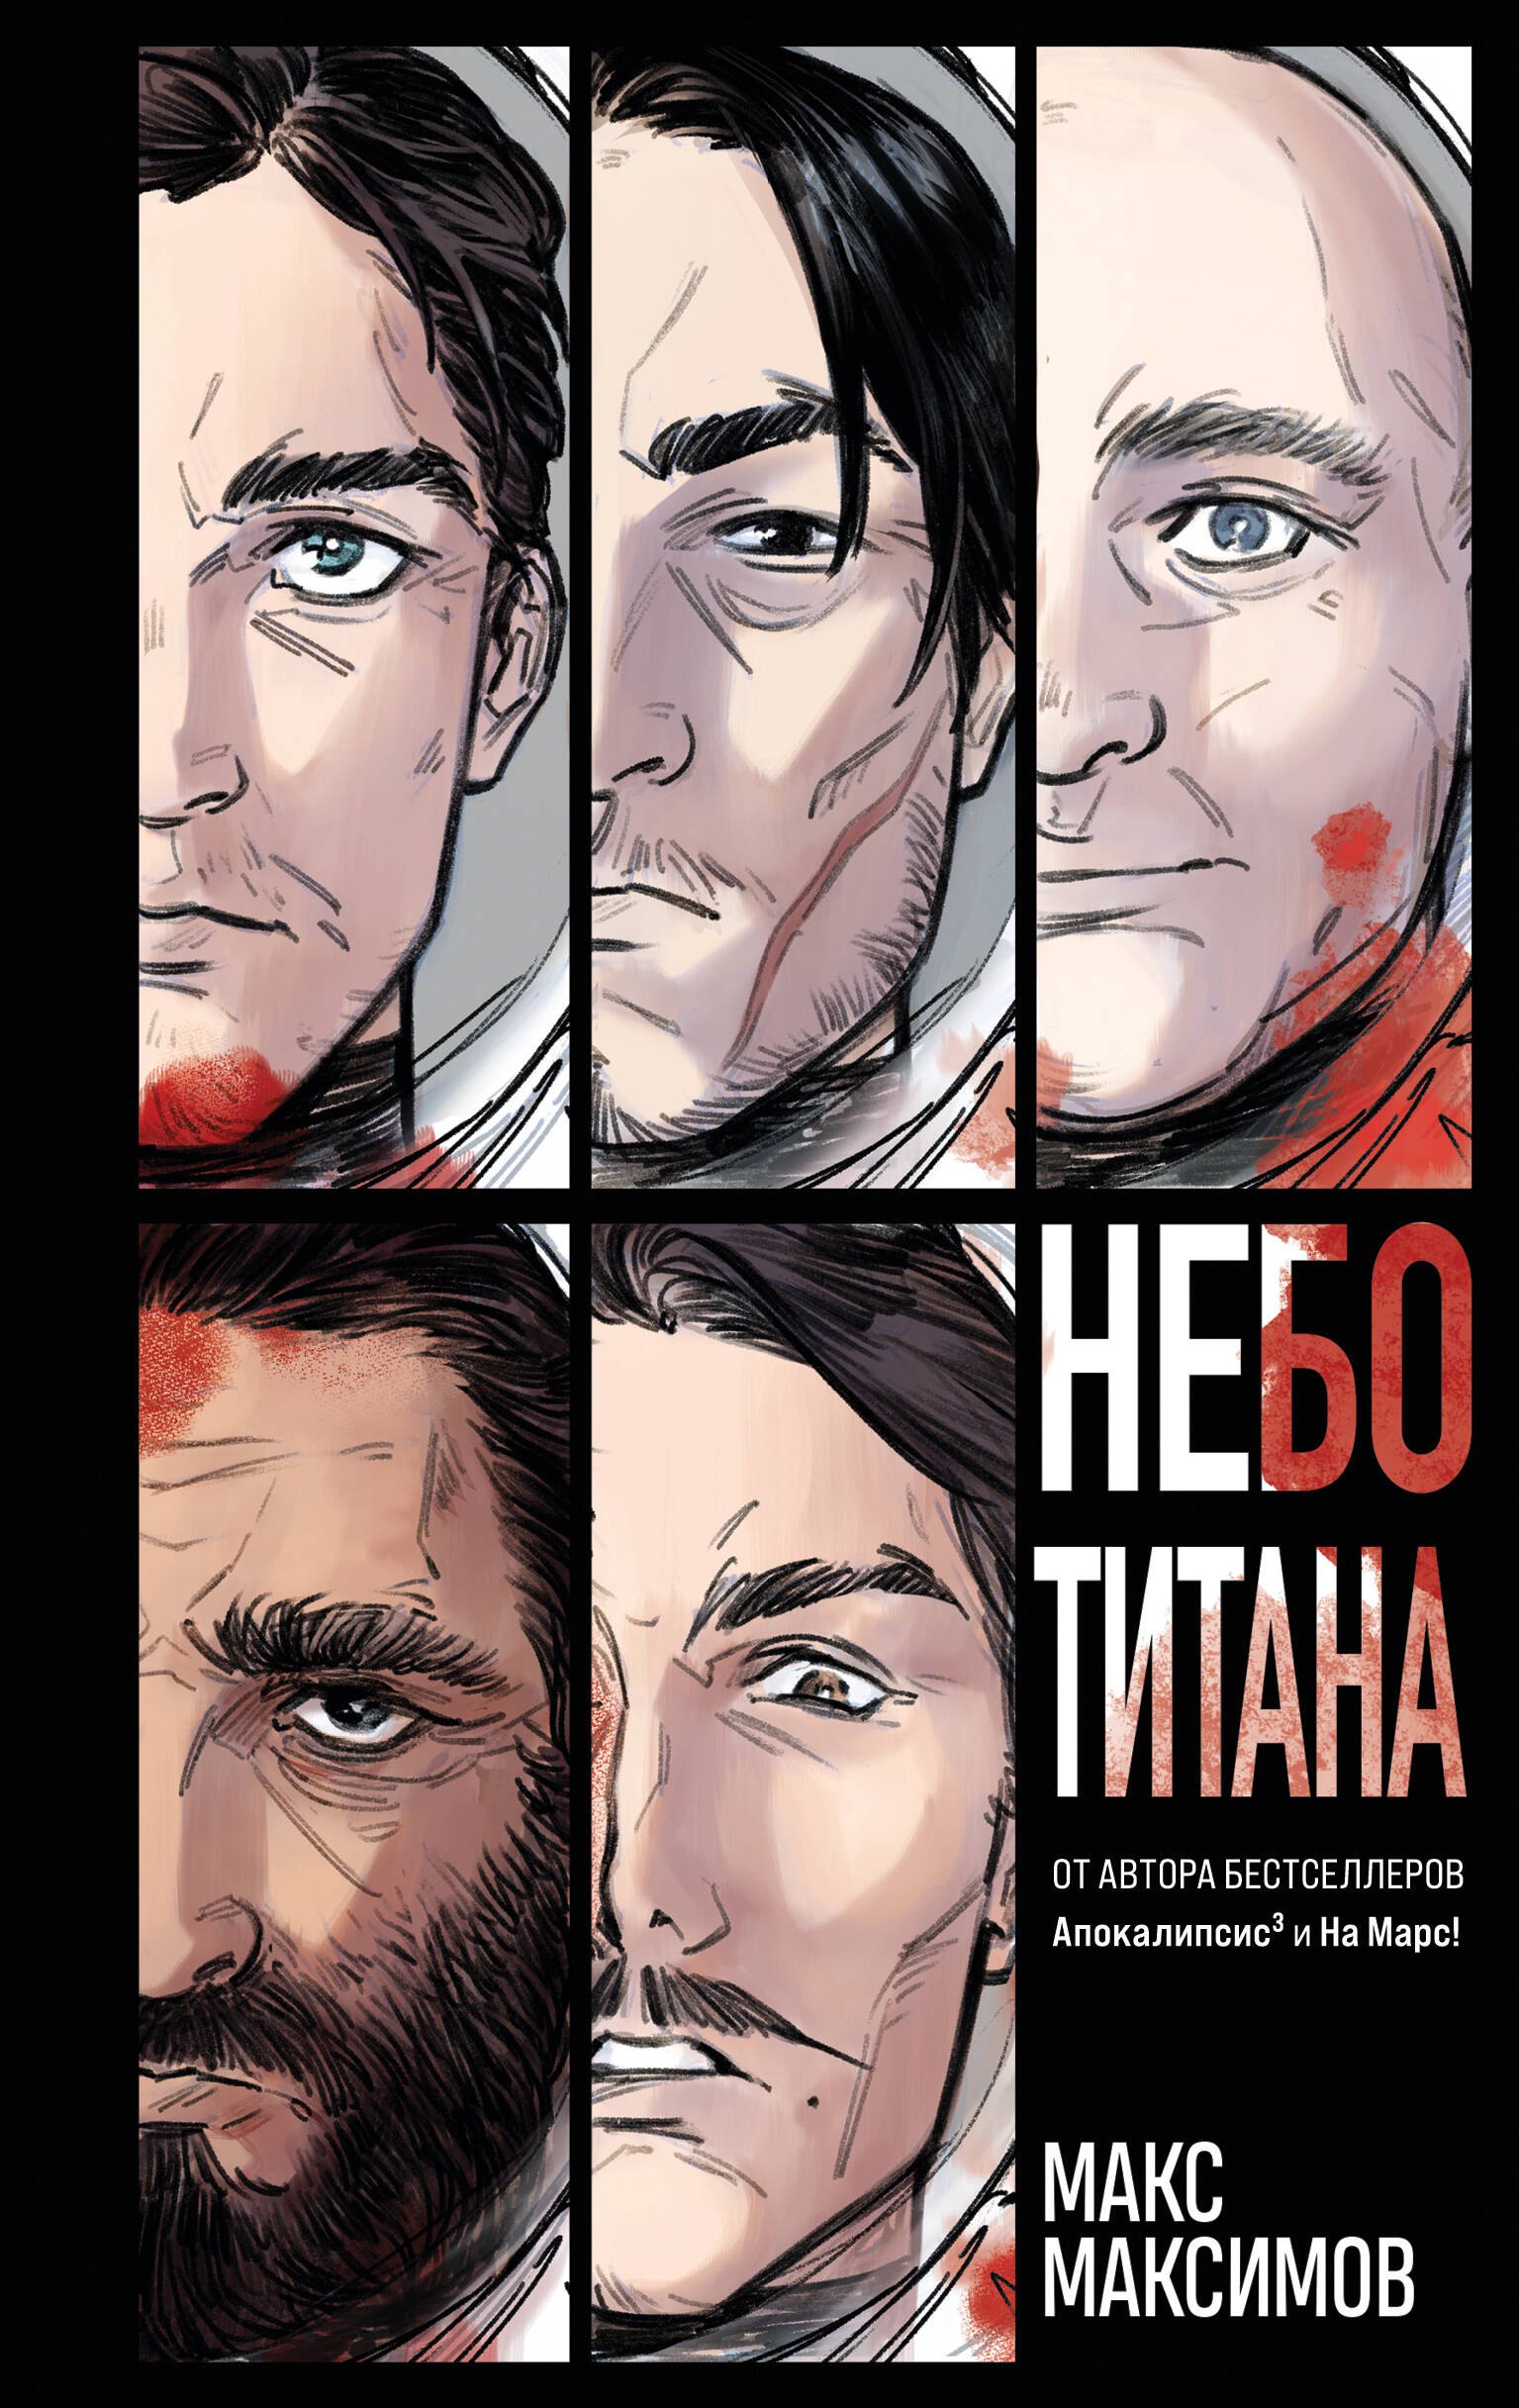 НЕБО
ТИТАНА
ОТ АВТОРА БЕСТСЕЛЛЕРОВ
Апокалипсис³ и На Марс!
МАКС
МАКСИМОВ